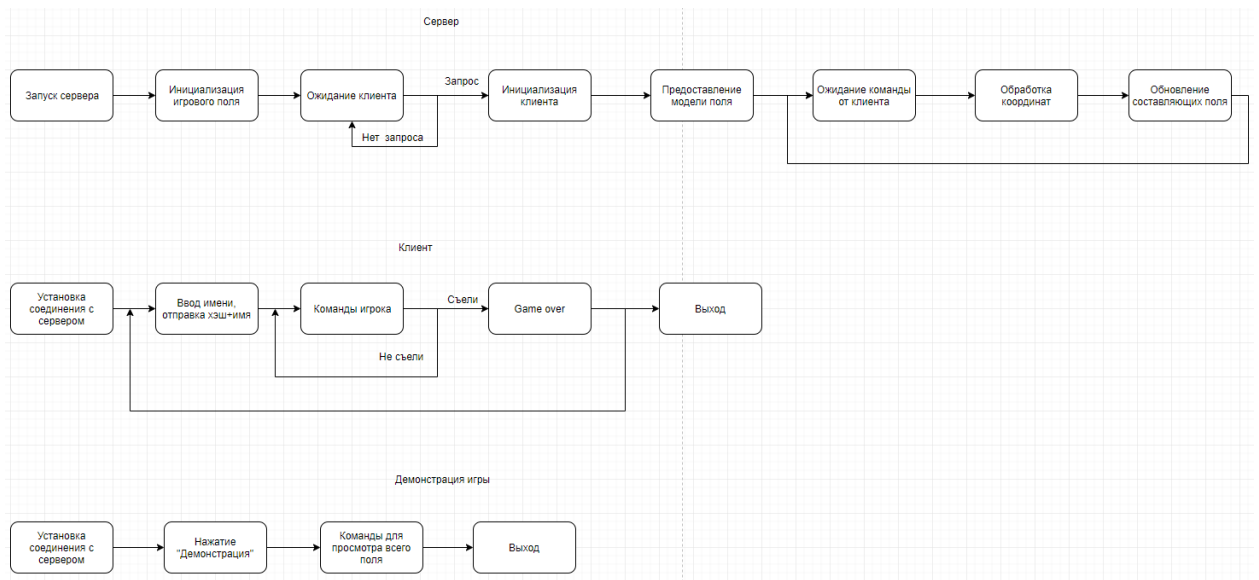 Сервер
Запуск сервера
Инициализация
игрового поля
Ожидание клиента
Запрос
Нет запроса
Инициализация
клиента
Предоставление
модели поля
Ожидание команды
от клиента
Обработка
координат
Обновление
составляющих поля
Клиент
Установка
соединения с
сервером
Ввод имени,
отправка хэш+имя
Команды игрока
Съели
Не съели
Game over
Выход
Демонстрация игры
Установка
соединения с
сервером
Нажатие
"Демонстрация"
Команды для
просмотра всего
поля
Выход